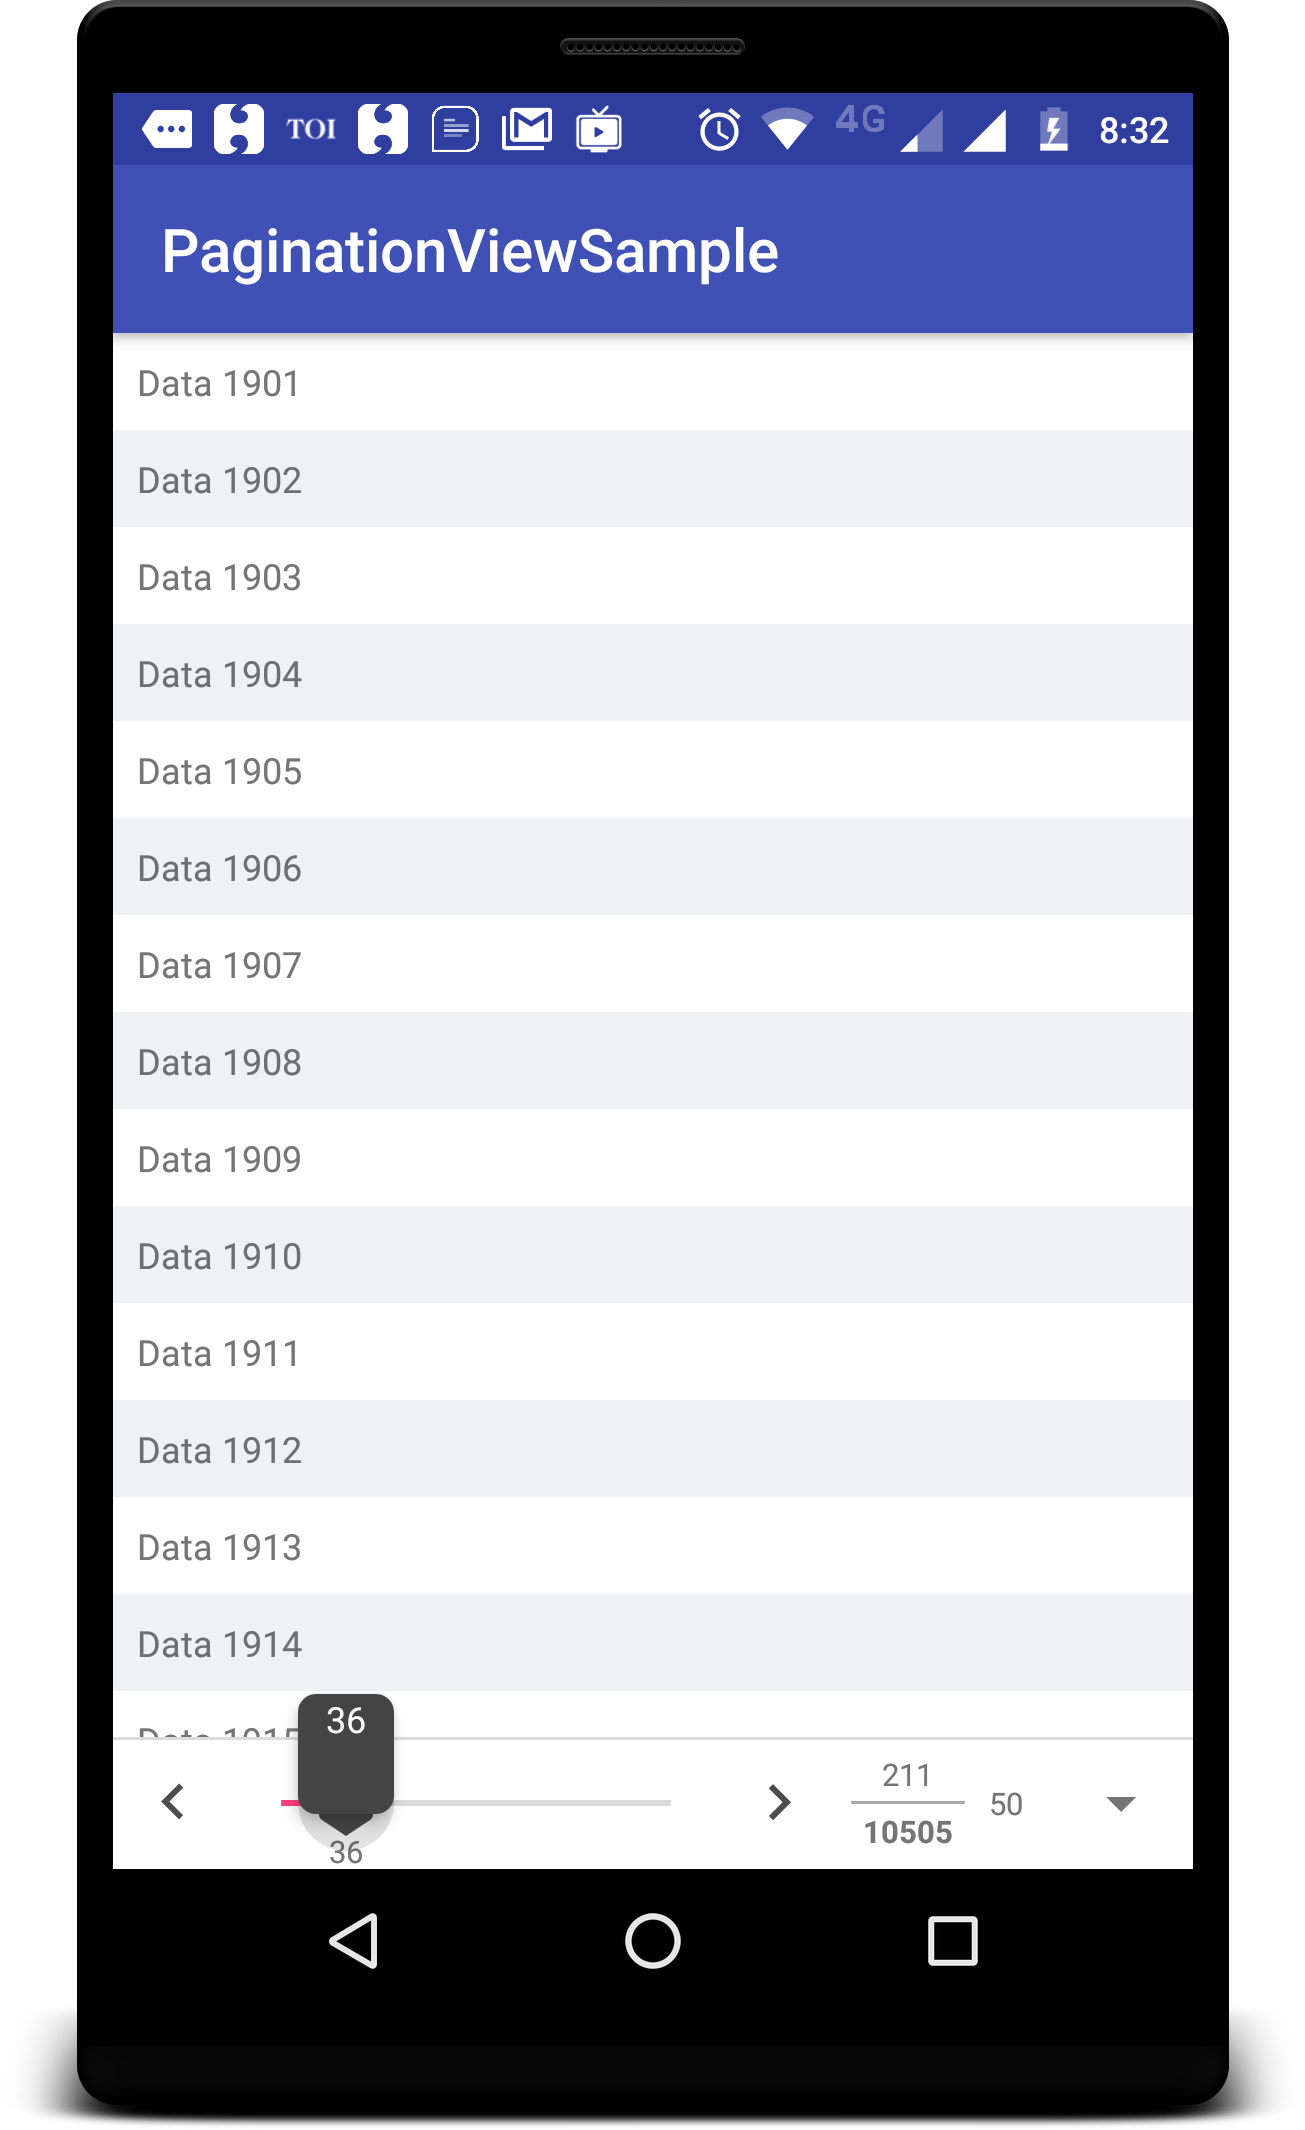 TOI 4G 8:32
PaginationViewSample
Data 1901
Data 1902
Data 1903
Data 1904
Data 1905
Data 1906
Data 1907
Data 1908
Data 1909
Data 1910
Data 1911
Data 1912
Data 1913
Data 1914
Data 1915
36
211
50
10505
36